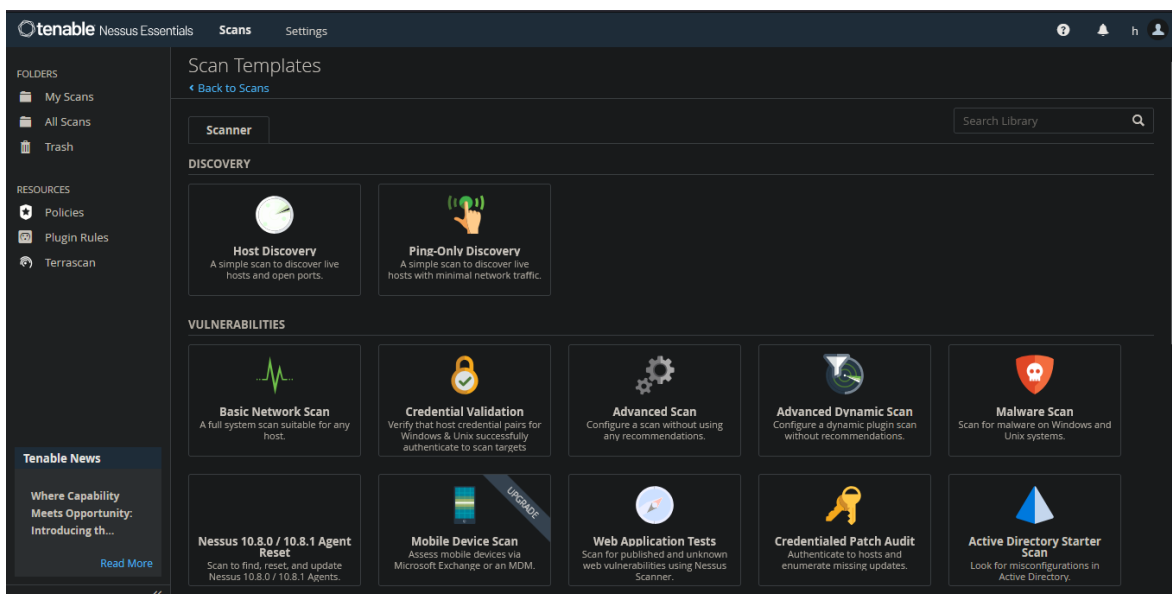 tenable Nessus Essentials Scans Settings h
FOLDERS
My Scans
All Scans
Trash
RESOURCES
Policies
Plugin Rules
Terrascan
Tenable News
Where Capability
Meets Opportunity:
Introducing th...
Read More
Scan Templates
Back to Scans
Scanner
Search Library
DISCOVERY
Host Discovery
A simple scan to discover live
hosts and open ports.
Ping-Only Discovery
A simple scan to discover live
hosts with minimal network traffic.
VULNERABILITIES
Basic Network Scan
A full system scan suitable for any
host.
Credential Validation
Verify that host credential pairs for
Windows & Unix successfully
authenticate to scan targets
Advanced Scan
Configure a scan without using
any recommendations.
Advanced Dynamic Scan
Configure a dynamic plugin scan
without recommendations.
Malware Scan
Scan for malware on Windows and
Unix systems.
Nessus 10.8.0 / 10.8.1 Agent
Reset
Scan to find, reset, and update
Nessus 10.8.0 / 10.8.1 Agents.
UPGRADE
Mobile Device Scan
Assess mobile devices via
Microsoft Exchange or an MDM.
Web Application Tests
Scan for published and unknown
web vulnerabilities using Nessus
Scanner.
Credentialed Patch Audit
Authenticate to hosts and
enumerate missing updates.
Active Directory Starter
Scan
Look for misconfigurations in
Active Directory.